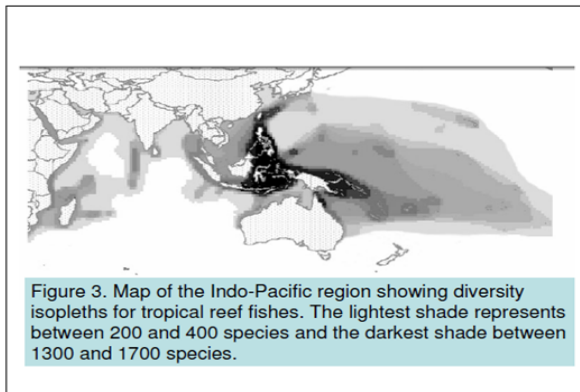 Figure 3. Map of the Indo-Pacific region showing diversity
isopleths for tropical reef fishes. The lightest shade represents
between 200 and 400 species and the darkest shade between
1300 and 1700 species.